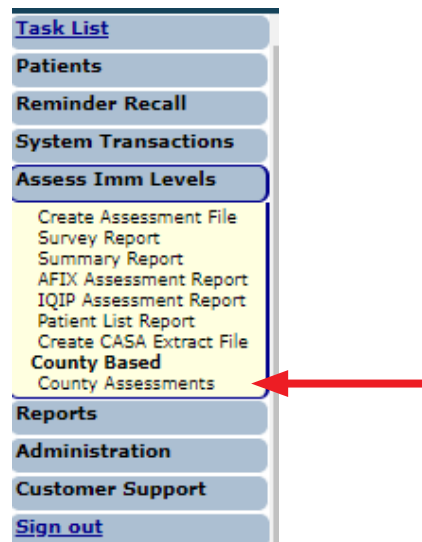 Task List
Patients
Reminder Recall
System Transactions
Assess Imm Levels
Create Assessment File
Survey Report
Summary Report
AFIX Assessment Report
IQIP Assessment Report
Patient List Report
Create CASA Extract File
County Based
County Assessments
Reports
Administration
Customer Support
Sign out